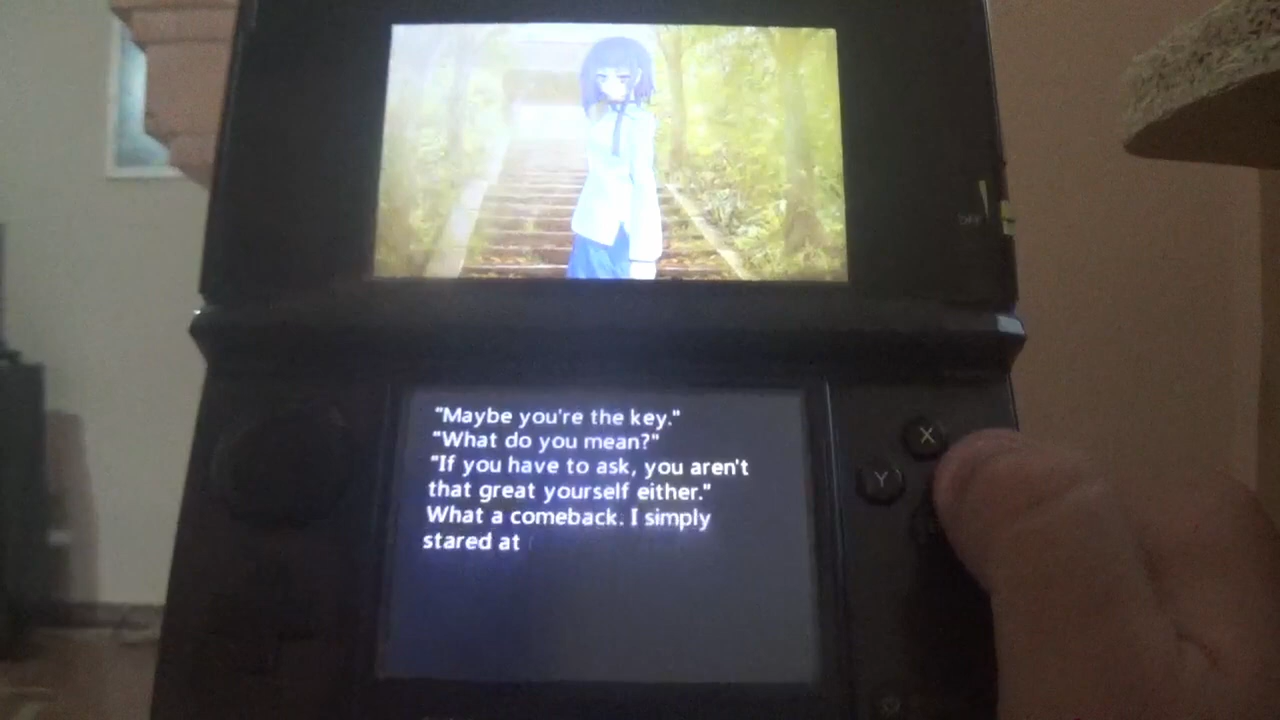 "Maybe you're the key."
"What do you mean?"
"If you have to ask, you aren't
that great yourself either."
What a comeback. I simply
stared at
X
Y